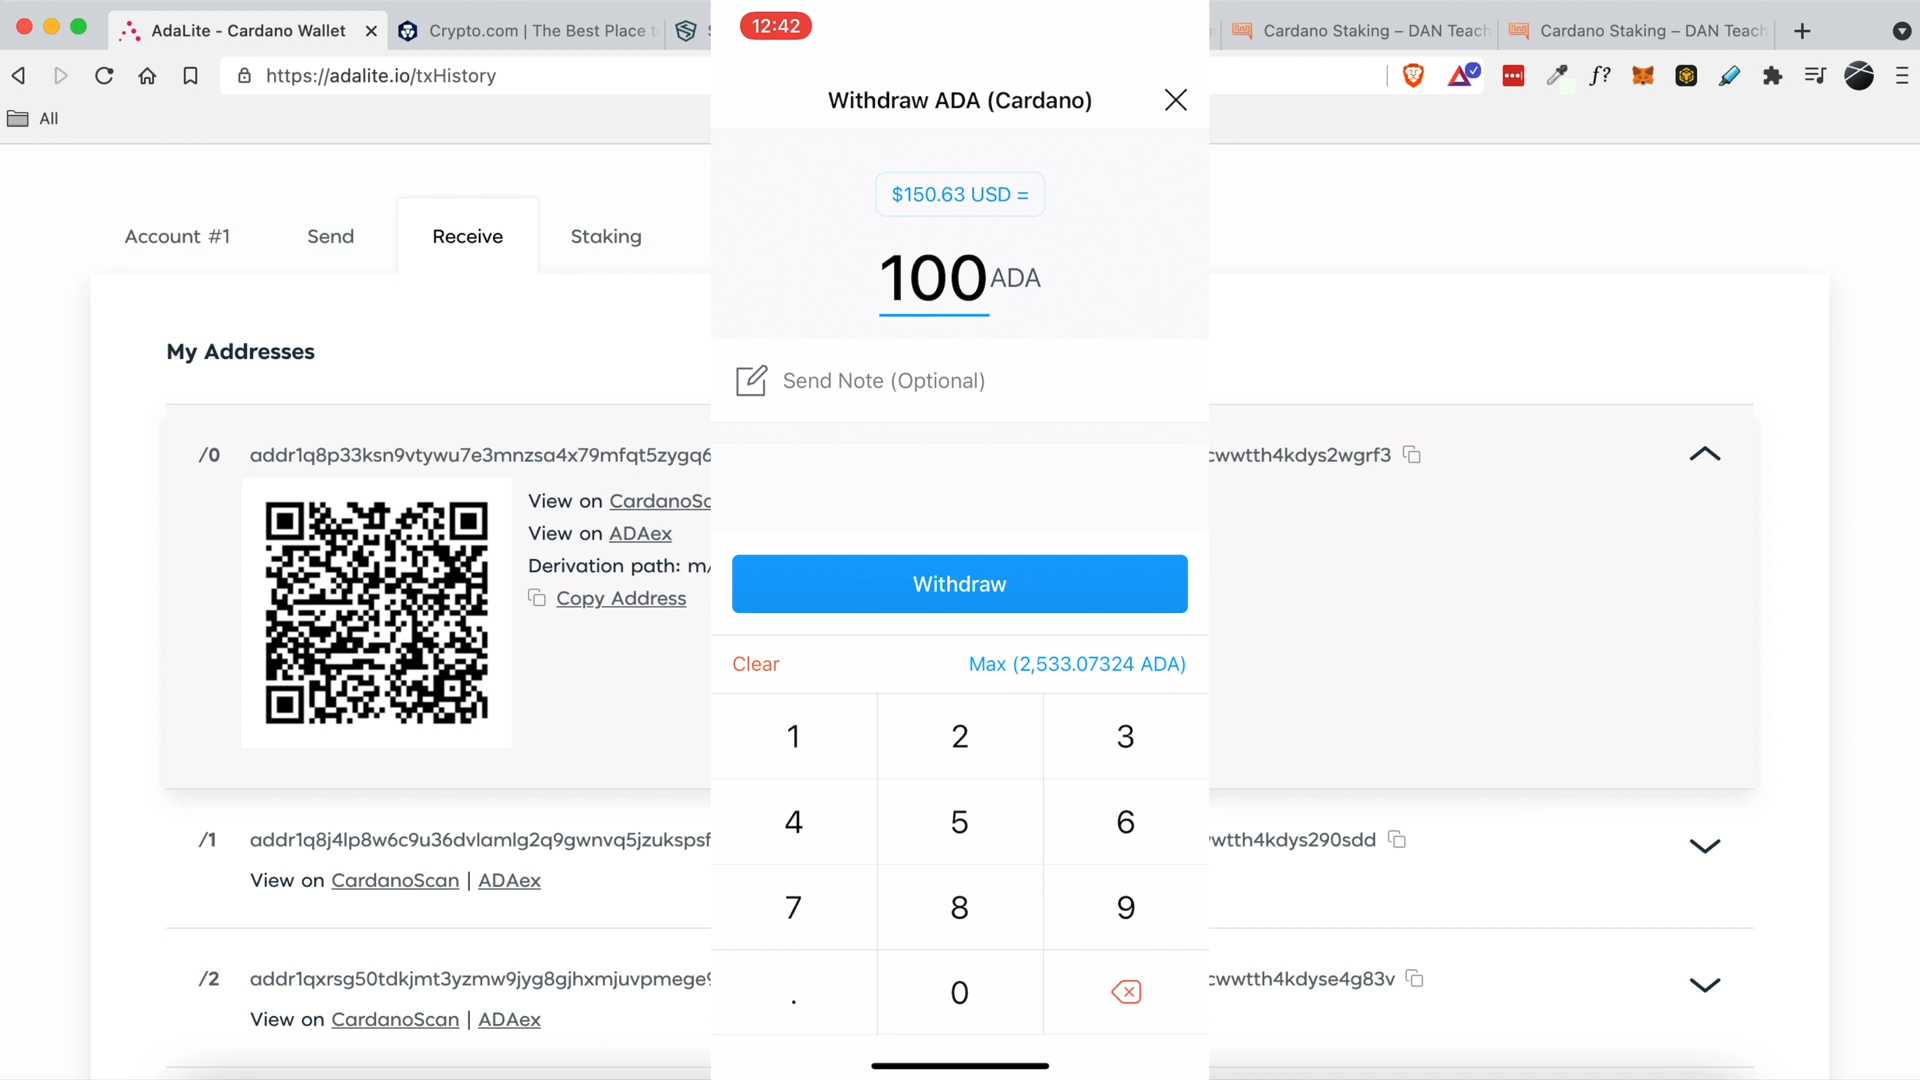 AdaLite - Cardano Wallet
Crypto.com | The Best Place t
Cardano Staking – DAN Teach
Cardano Staking – DAN Teach
12:42
https://adalite.io/txHistory
f?
All
Withdraw ADA (Cardano)
$150.63 USD =
100 ADA
Send Note (Optional)
Withdraw
Clear
Max (2,533.07324 ADA)
1 2 3
4 5 6
7 8 9
. 0
Account #1
Send
Receive
Staking
My Addresses
/0 addr1q8p33ksn9vtywu7e3mnzsa4x79mfqt5zygq6
cwwtth4kdys2wgrf3
View on CardanoSc
View on ADAex
Derivation path: m/
Copy Address
/1 addr1q8j4lp8w6c9u36dvlamlg2q9gwnvq5jzukspsf
wtth4kdys290sdd
View on CardanoScan | ADAex
/2 addr1qxrsg50tdkjmt3yzmw9jyg8gjhxmjuvpmege9
cwwtth4kdyse4g83v
View on CardanoScan | ADAex